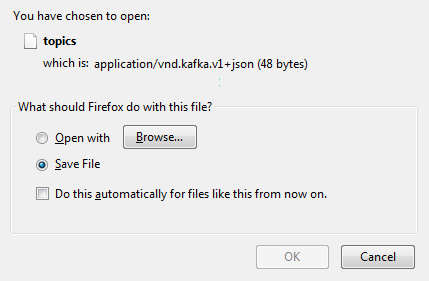 You have chosen to open:
topics
which is: application/vnd.kafka.v1+json (48 bytes)
What should Firefox do with this file?
Open with Browse...
Save File
Do this automatically for files like this from now on.
OK Cancel